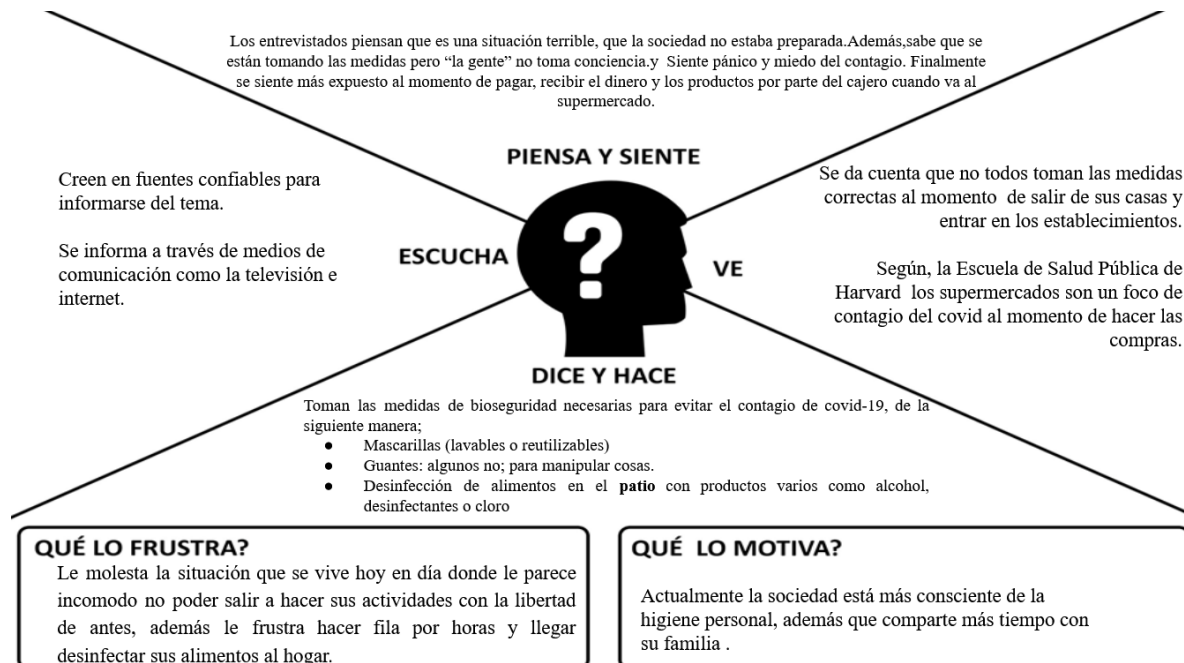 Los entrevistados piensan que es una situación terrible, que la sociedad no estaba preparada.Además,sabe que se
están tomando las medidas pero “la gente” no toma conciencia.y Siente pánico y miedo del contagio. Finalmente
se siente más expuesto al momento de pagar, recibir el dinero y los productos por parte del cajero cuando va al
supermercado.
PIENSA Y SIENTE
Creen en fuentes confiables para
informarse del tema.
Se informa a través de medios de
comunicación como la televisión e
internet.
ESCUCHA
?
VE
Se da cuenta que no todos toman las medidas
correctas al momento de salir de sus casas y
entrar en los establecimientos.
Según, la Escuela de Salud Pública de
Harvard los supermercados son un foco de
contagio del covid al momento de hacer las
compras.
DICE Y HACE
Toman las medidas de bioseguridad necesarias para evitar el contagio de covid-19, de la
siguiente manera;
● Mascarillas (lavables o reutilizables)
● Guantes: algunos no; para manipular cosas.
● Desinfección de alimentos en el patio con productos varios como alcohol,
desinfectantes o cloro
QUÉ LO FRUSTRA?
Le molesta la situación que se vive hoy en día donde le parece
incomodo no poder salir a hacer sus actividades con la libertad
de antes, además le frustra hacer fila por horas y llegar
desinfectar sus alimentos al hogar.
QUÉ LO MOTIVA?
Actualmente la sociedad está más consciente de la
higiene personal, además que comparte más tiempo con
su familia .